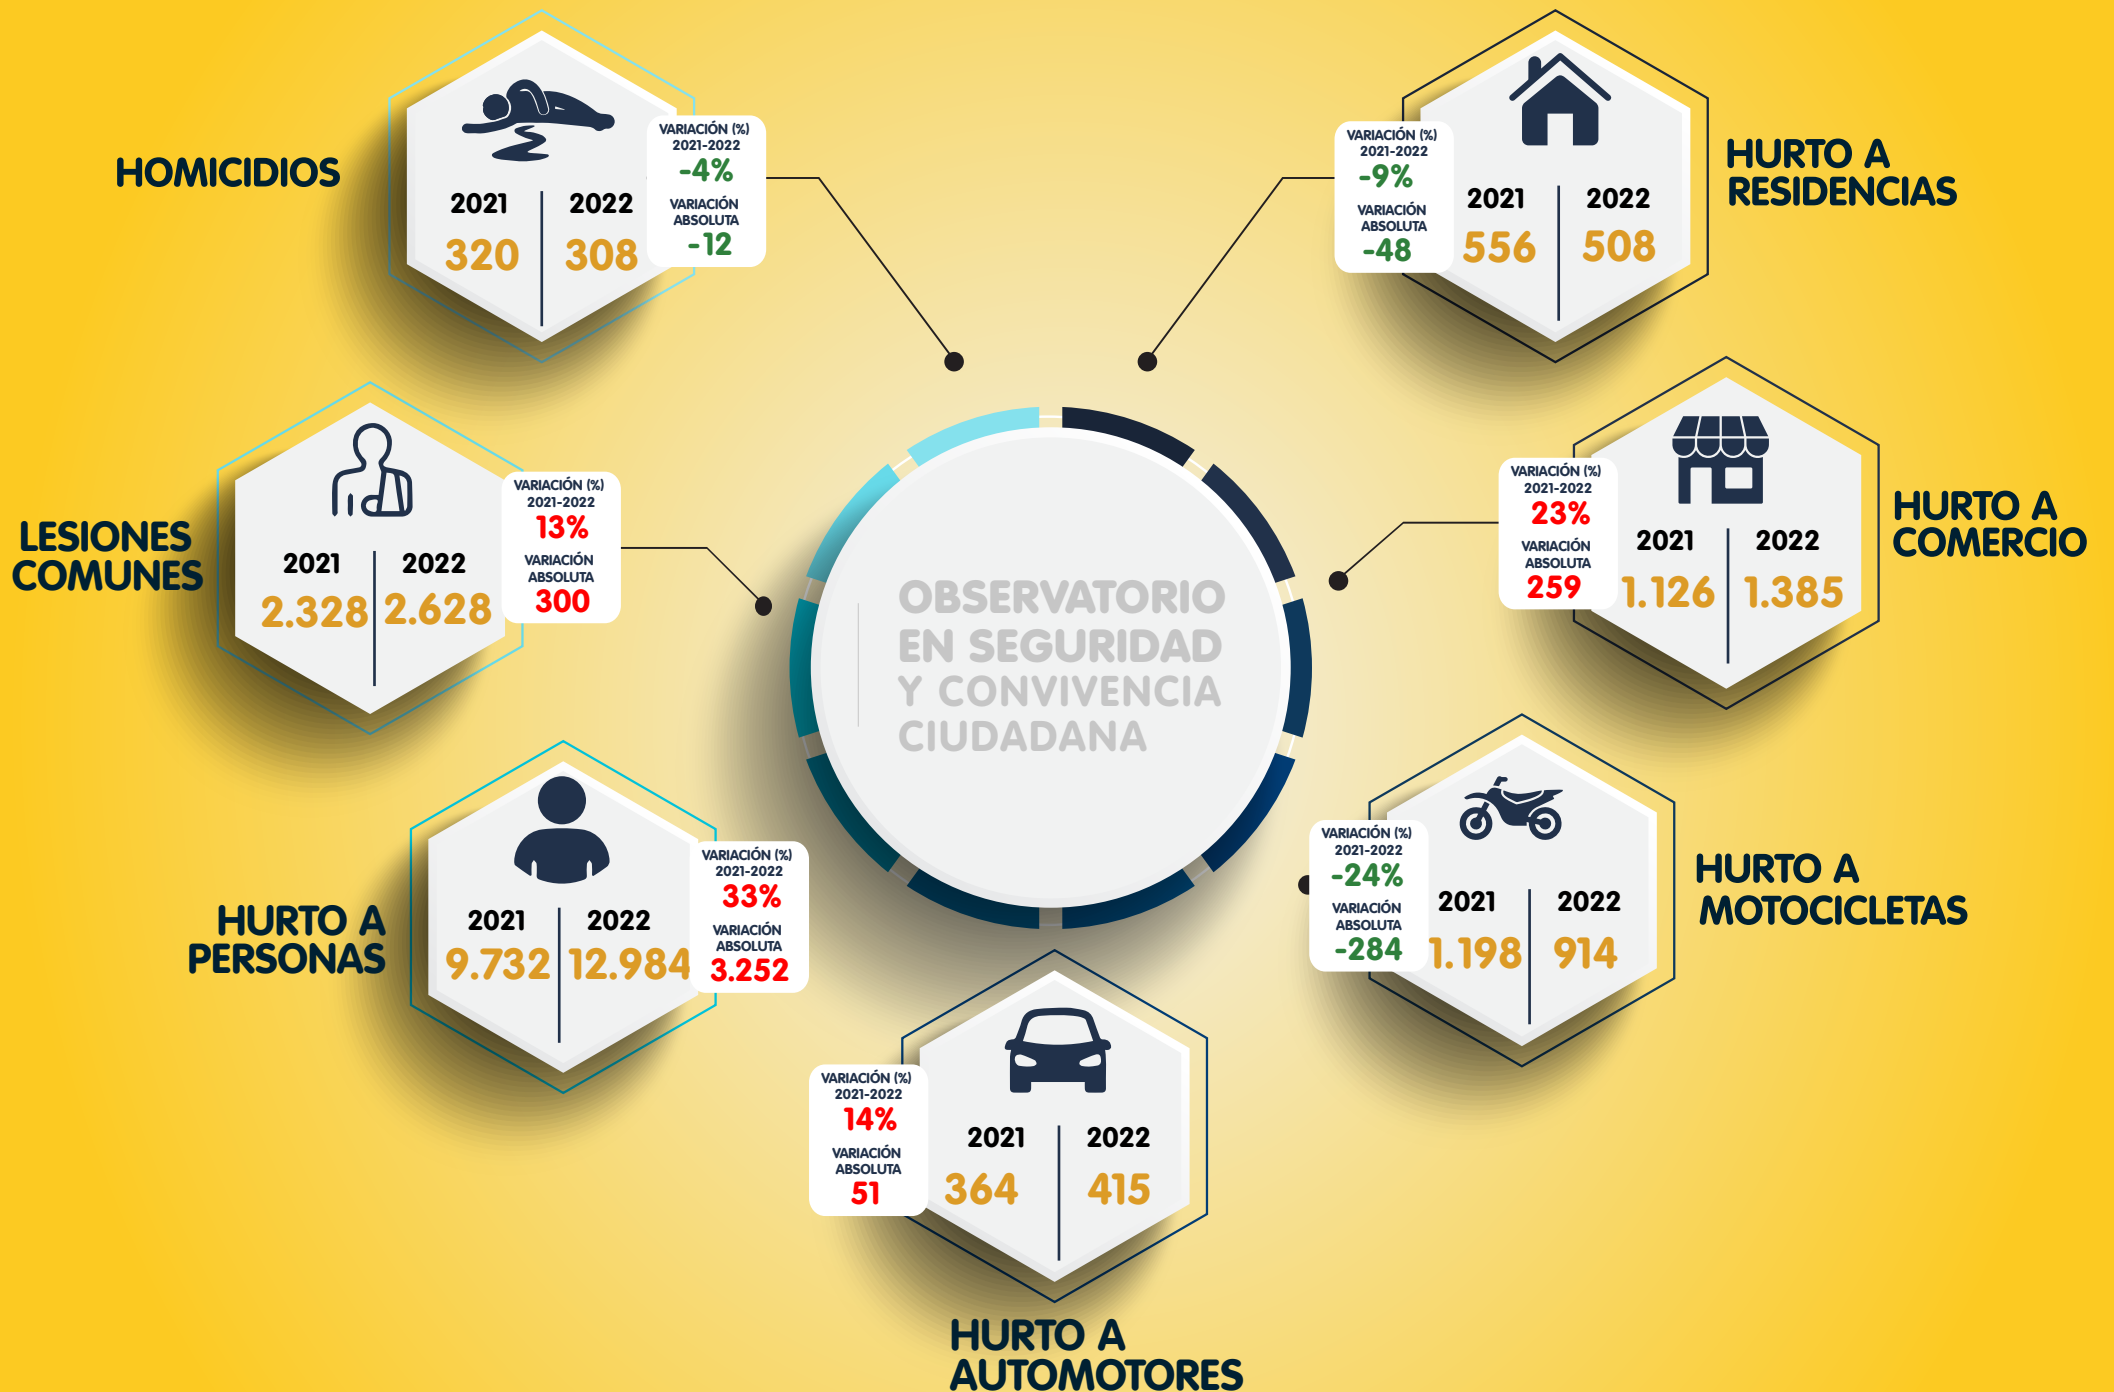 HOMICIDIOS
2021
2022
320
308
VARIACIÓN (%)
2021-2022
-4%
VARIACIÓN
ABSOLUTA
-12
VARIACIÓN (%)
2021-2022
-9%
VARIACIÓN
ABSOLUTA
-48
2021
2022
556
508
HURTO A
RESIDENCIAS
LESIONES
COMUNES
2021
2022
2.328
2.628
VARIACIÓN (%)
2021-2022
13%
VARIACIÓN
ABSOLUTA
300
OBSERVATORIO
EN SEGURIDAD
Y CONVIVENCIA
CIUDADANA
VARIACIÓN (%)
2021-2022
23%
VARIACIÓN
ABSOLUTA
259
2021
2022
1.126
1.385
HURTO A
COMERCIO
HURTO A
PERSONAS
2021
2022
9.732
12.984
VARIACIÓN (%)
2021-2022
33%
VARIACIÓN
ABSOLUTA
3.252
VARIACIÓN (%)
2021-2022
-24%
VARIACIÓN
ABSOLUTA
-284
2021
2022
1.198
914
HURTO A
MOTOCICLETAS
VARIACIÓN (%)
2021-2022
14%
VARIACIÓN
ABSOLUTA
51
2021
2022
364
415
HURTO A
AUTOMOTORES